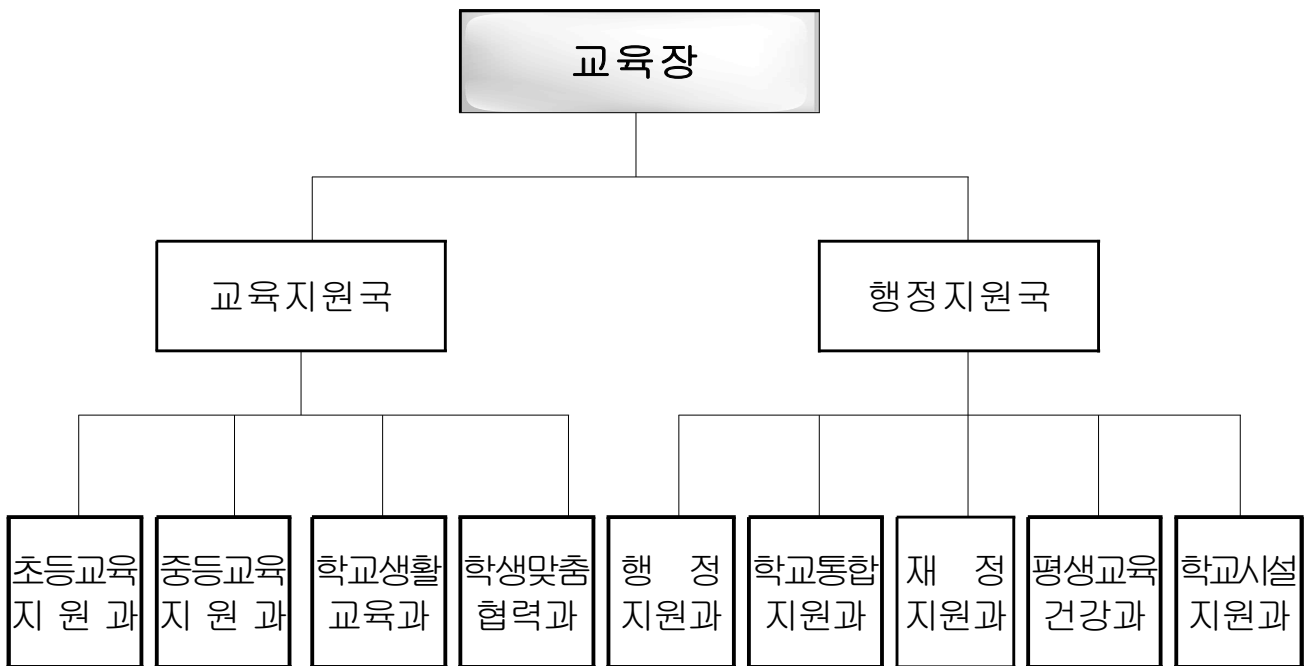 교육장
교육지원국
행정지원국
초등교육
지 원 과
중등교육
지 원 과
학교생활
교육과
학생맞춤
협력과
행 정
지원과
학교통합
지원과
재 정
지원과
평생교육
건강과
학교시설
지원과